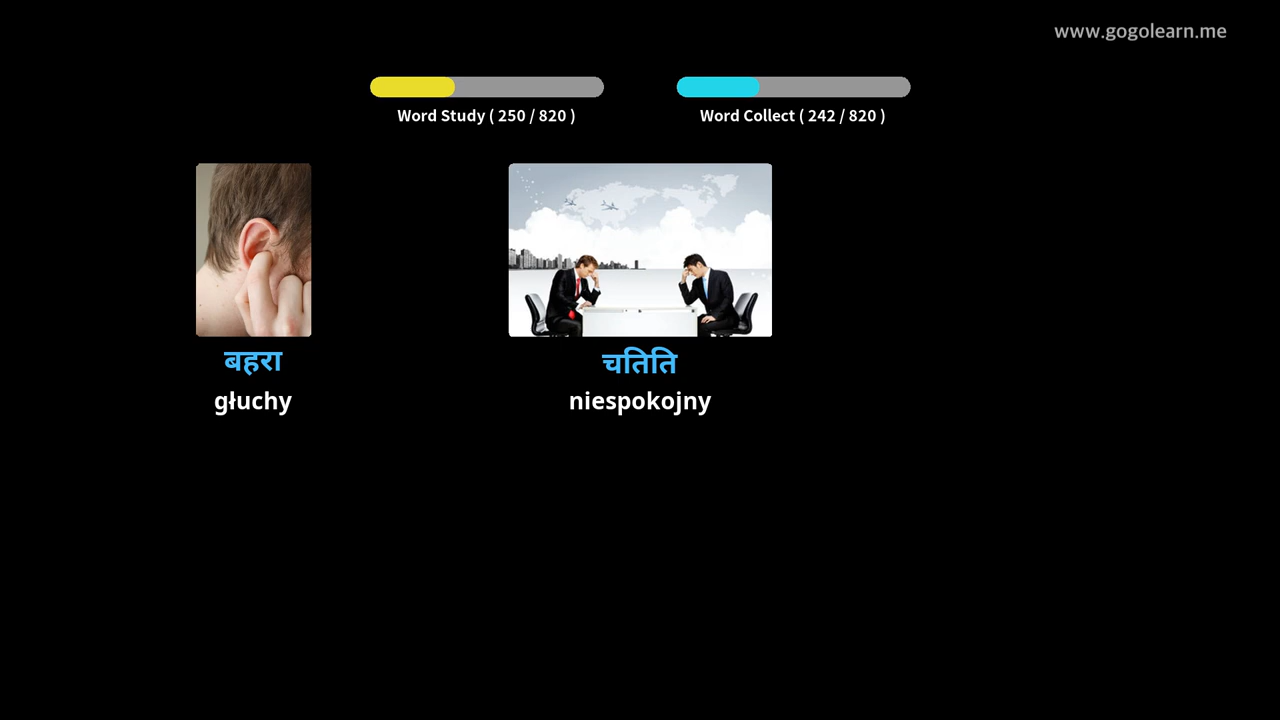 www.gogolearn.me
Word Study ( 250 / 820 )
Word Collect ( 242 / 820 )
बहरा
चतिति
głuchy
niespokojny